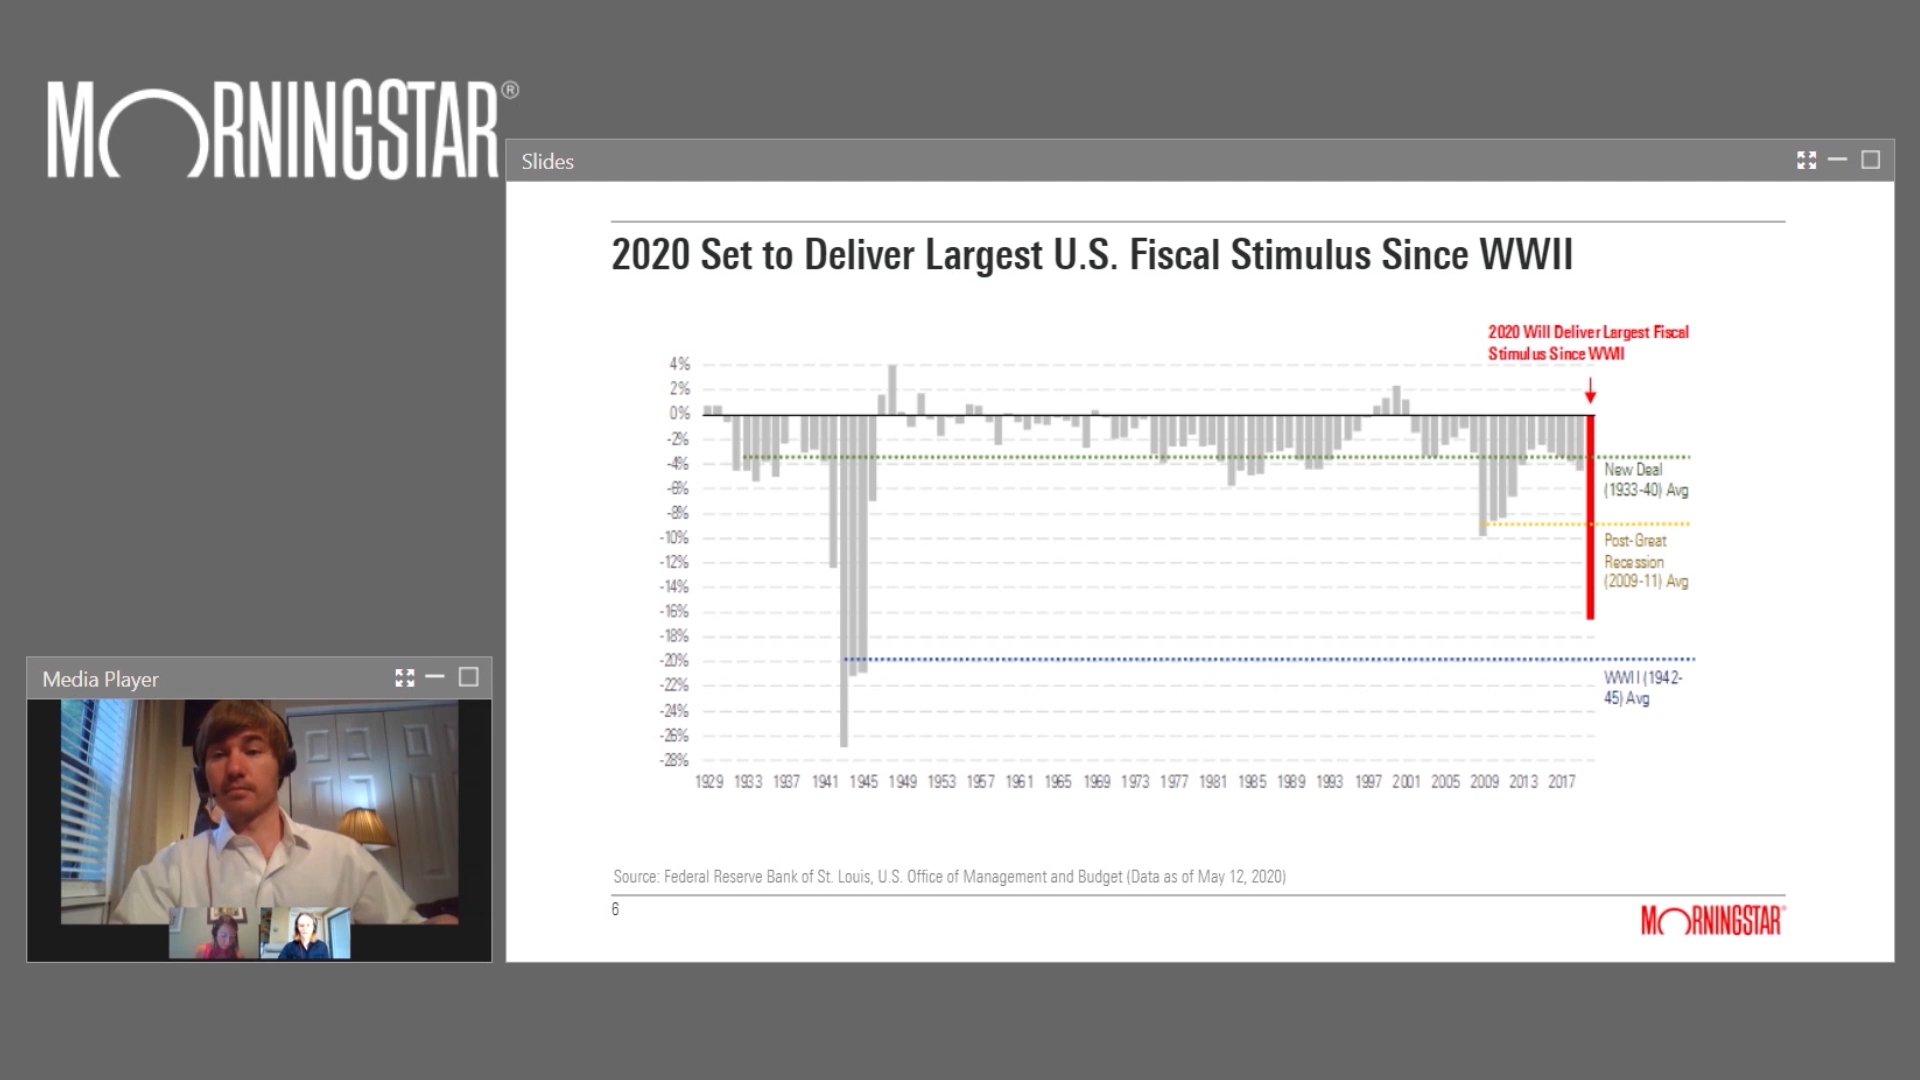 MORNINGSTAR®
Slides
2020 Set to Deliver Largest U.S. Fiscal Stimulus Since WWII
2020 Will Deliver Largest Fiscal
Stimulus Since WWII
4%
2%
0%
-2%
-4%
-6%
-8%
-10%
-12%
-14%
-16%
-18%
-20%
-22%
-24%
-26%
-28%
New Deal
(1933-40) Avg
Post-Great
Recession
(2009-11) Avg
WWII (1942-
45) Avg
1929 1933 1937 1941 1945 1949 1953 1957 1961 1965 1969 1973 1977 1981 1985 1989 1993 1997 2001 2005 2009 2013 2017
Source: Federal Reserve Bank of St. Louis, U.S. Office of Management and Budget (Data as of May 12, 2020)
6
MORNINGSTAR®
Media Player